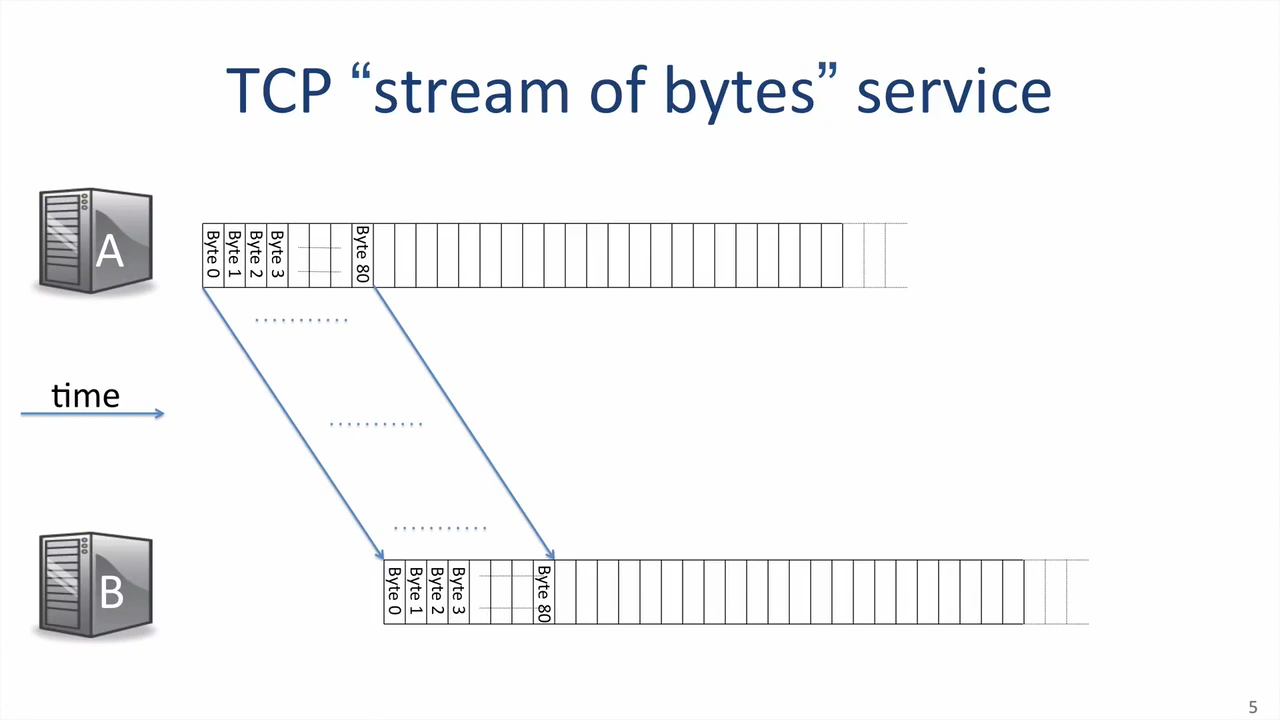 TCP “stream of bytes” service
A
Byte 0
Byte 1
Byte 2
Byte 3
Byte 80
time
B
Byte 0
Byte 1
Byte 2
Byte 3
Byte 80
5